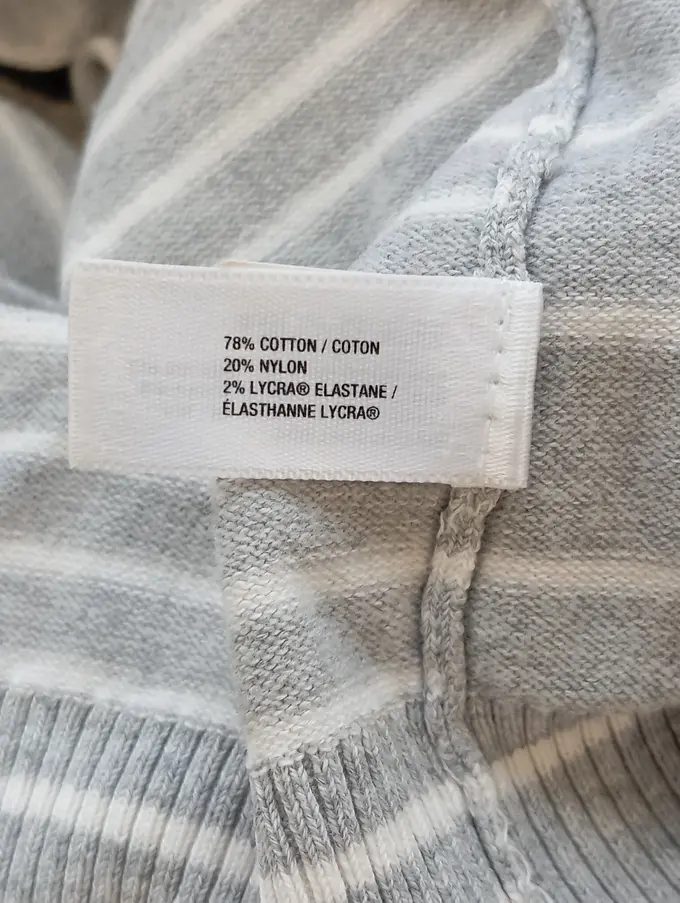 78% COTTON / COTON
20% NYLON
2% LYCRA® ELASTANE /
ÉLASTHANNE LYCRA®